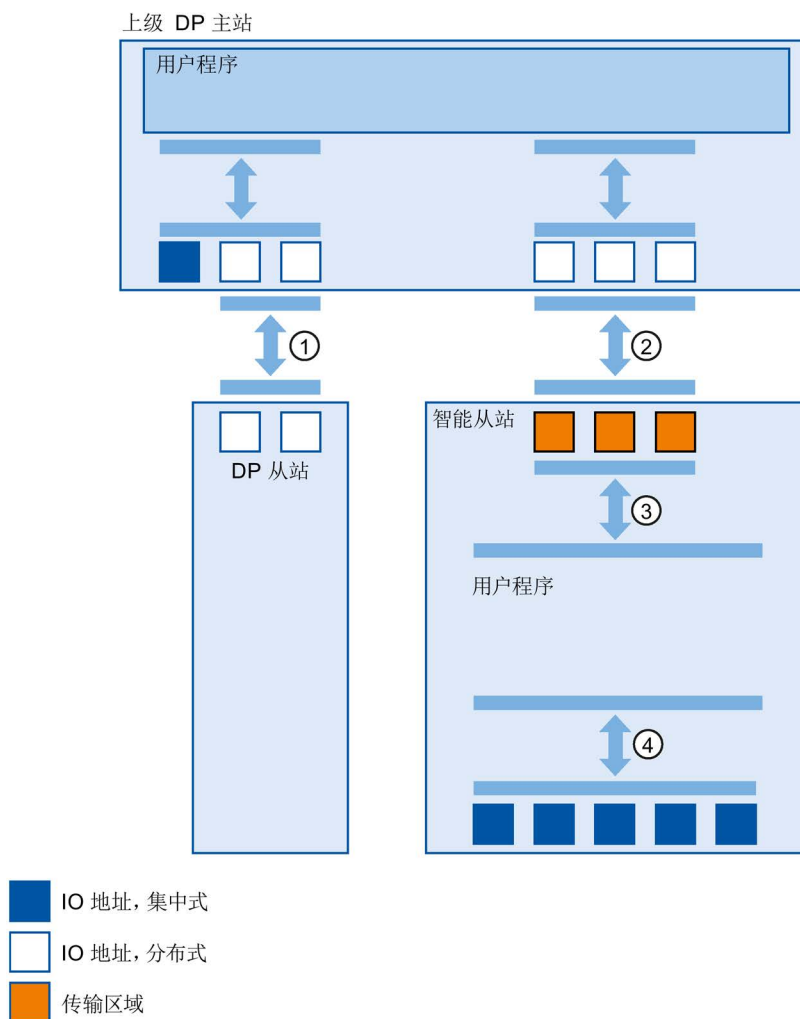 上级 DP 主站
用户程序
①
②
智能从站
DP 从站
③
用户程序
④
IO 地址，集中式
IO 地址，分布式
传输区域